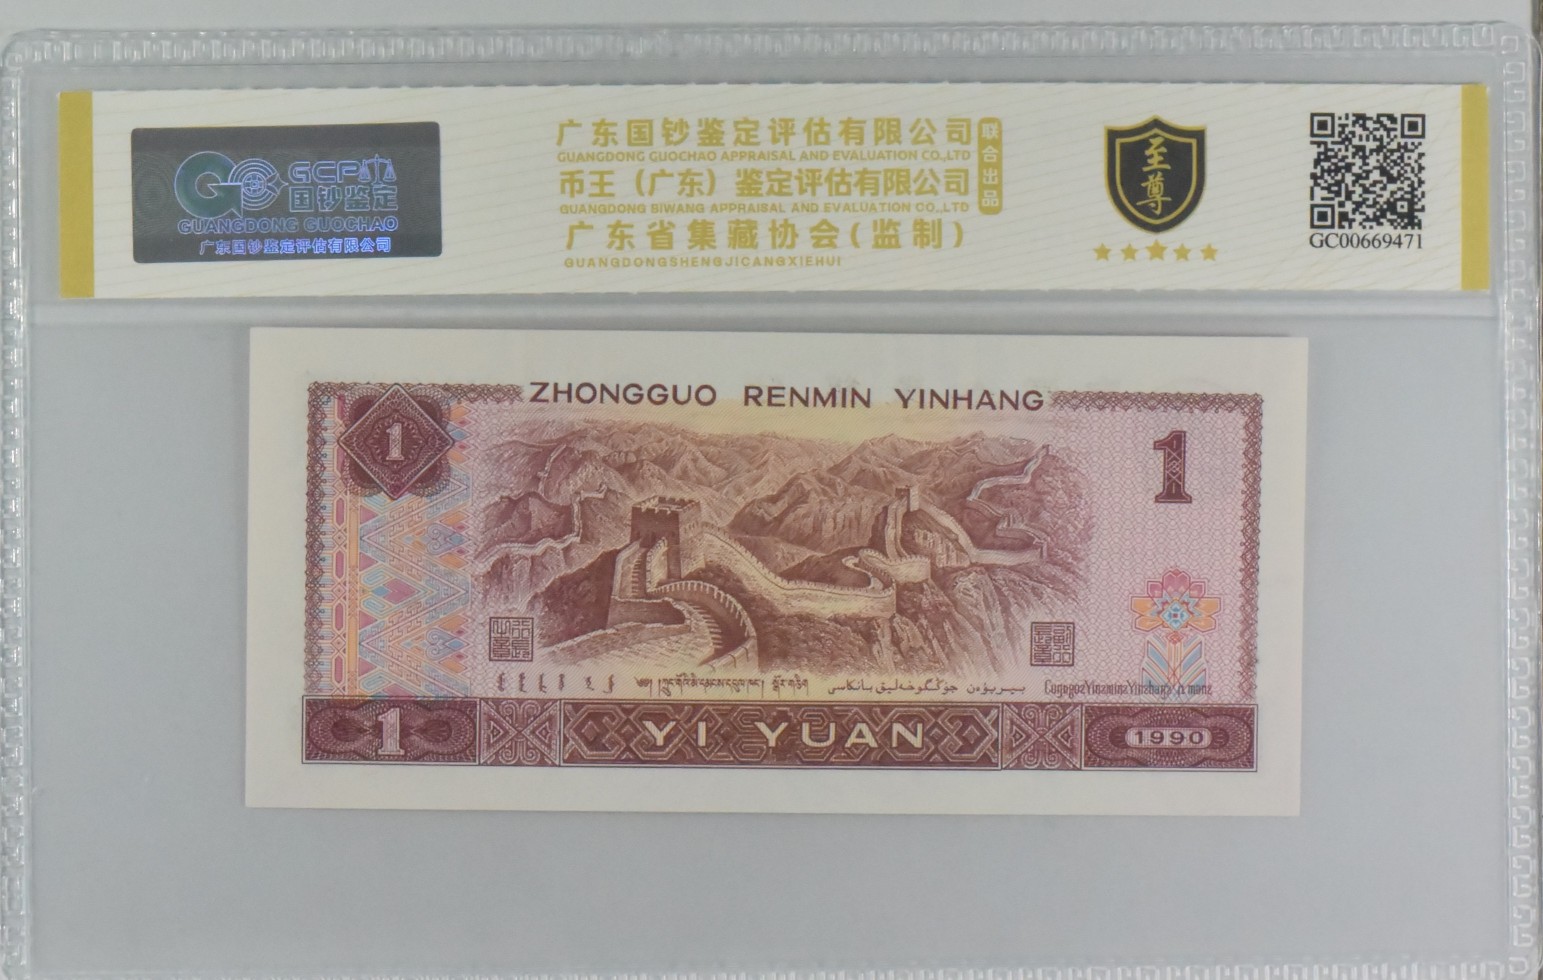 GCP
国钞鉴定
GUANGDONG GUOCHAO
广东国钞鉴定评估有限公司
广东国钞鉴定评估有限公司
GUANGDONG GUOCHAO APPRAISAL AND EVALUATION CO.,LTD
币王（广东）鉴定评估有限公司
GUANGDONG BIWANG APPRAISAL AND EVALUATION CO.,LTD
广东省集藏协会(监制)
GUANGDONGSHENGJICANGXIEHUI
联合出品
至尊
GC00669471
ZHONGGUO RENMIN YINHANG
1
1
1
YI YUAN
1990